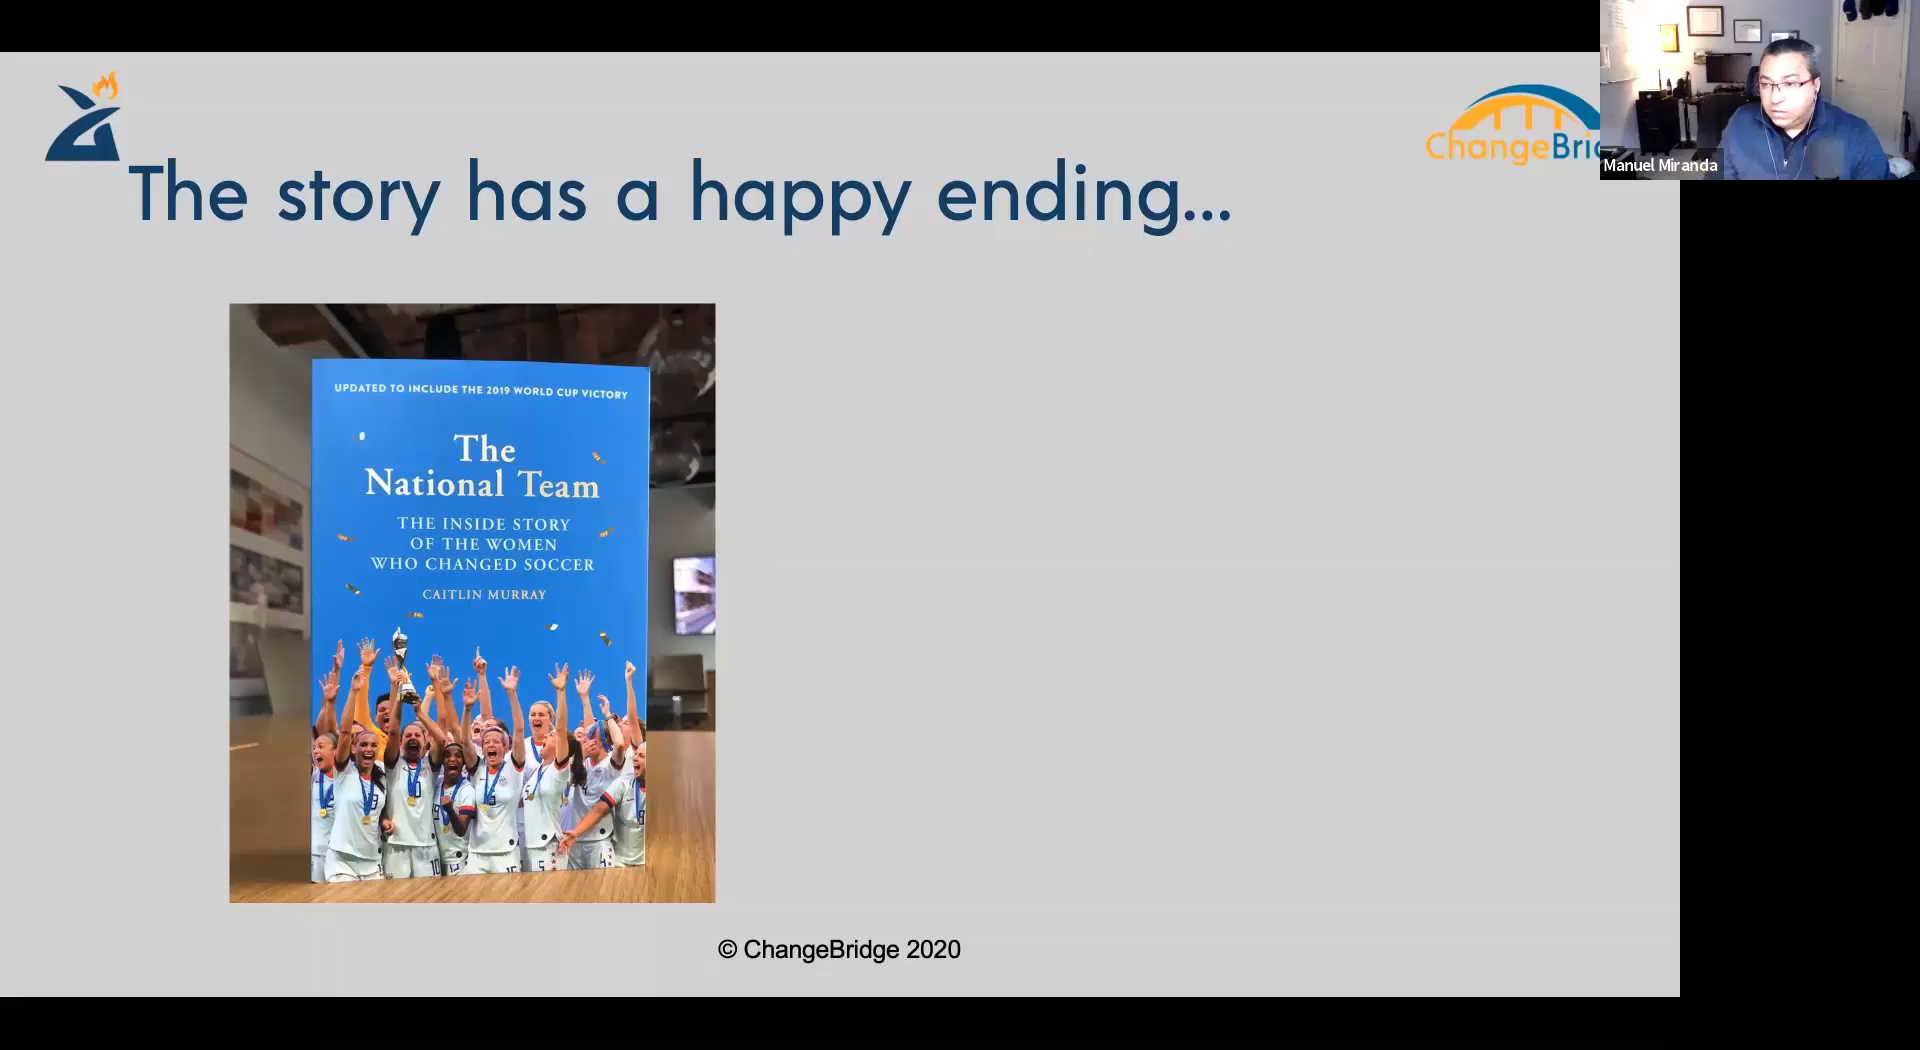 ChangeBri
Manuel Miranda
The story has a happy ending...
UPDATED TO INCLUDE THE 2019 WORLD CUP VICTORY
The
National Team
THE INSIDE STORY
OF THE WOMEN
WHO CHANGED SOCCER
CAITLIN MURRAY
© ChangeBridge 2020